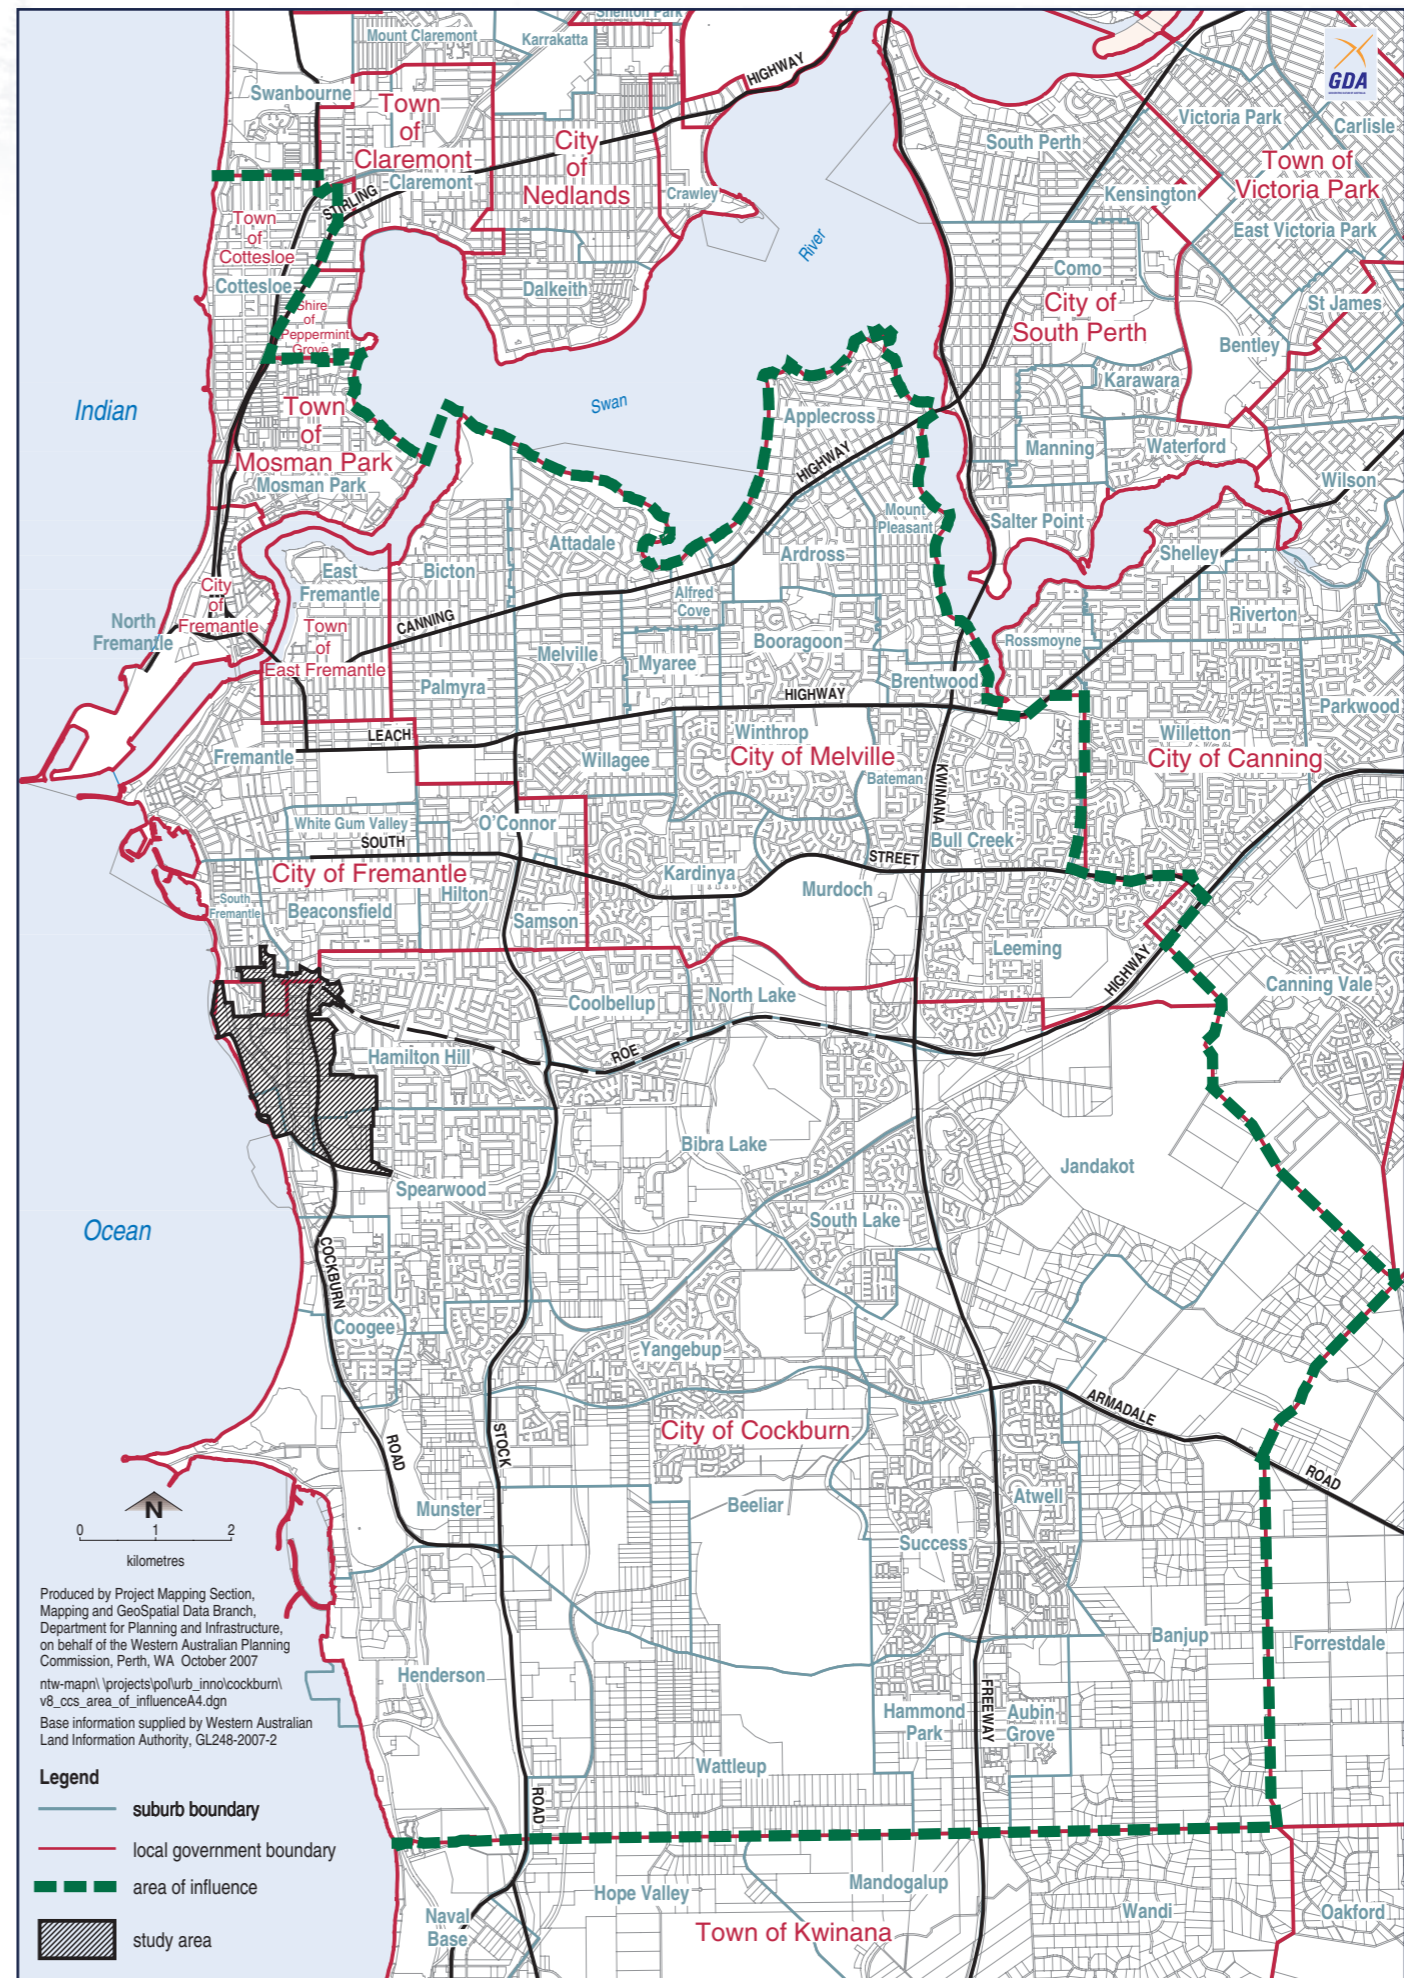 Shenton Park
Mount Claremont
Karrakatta
HIGHWAY
GDA
Swanbourne
Town
of
Claremont
Claremont
City
of
Nedlands
Crawley
South Perth
Victoria Park
Carlisle
Town of
Victoria Park
Kensington
East Victoria Park
STIRLING
Town
of
Cottesloe
Cottesloe
River
Dalkeith
Como
City of
South Perth
St James
Shire
of
Peppermint
Grove
Bentley
Karawara
Indian
Swan
Town
of
Mosman Park
Mosman Park
Applecross
HIGHWAY
Manning
Waterford
Wilson
Mount
Pleasant
Salter Point
Attadale
Ardross
Shelley
East
Fremantle
Bicton
City
of
Fremantle
North
Fremantle
Alfred
Cove
Riverton
Town
of
East Fremantle
CANNING
Melville
Myaree
Booragoon
Rossmoyne
Palmyra
HIGHWAY
Brentwood
Parkwood
LEACH
Fremantle
Willagee
Winthrop
City of Melville
Bateman
KWINANA
Willetton
City of Canning
White Gum Valley
O'Connor
SOUTH
STREET
Bull Creek
City of Fremantle
Hilton
Kardinya
Murdoch
South
Fremantle
Beaconsfield
Samson
Leeming
HIGHWAY
Canning Vale
Coolbellup
North Lake
Hamilton Hill
ROE
Bibra Lake
Jandakot
Spearwood
South Lake
Ocean
COCKBURN
Coogee
Yangebup
ARMADALE
City of Cockburn
ROAD
STOCK
ROAD
Munster
Beeliar
Atwell
Success
N
0 1 2
kilometres
Produced by Project Mapping Section,
Mapping and GeoSpatial Data Branch,
Department for Planning and Infrastructure,
on behalf of the Western Australian Planning
Commission, Perth, WA October 2007
ntw-mapn\ \projects\pol\urb_inno\cockburn\
v8_ccs_area_of_influenceA4.dgn
Base information supplied by Western Australian
Land Information Authority, GL248-2007-2
Banjup
Forrestdale
Henderson
Hammond
Park
FREEWAY
Aubin
Grove
Wattleup
ROAD
Legend
suburb boundary
local government boundary
area of influence
study area
Hope Valley
Mandogalup
Naval
Base
Town of Kwinana
Wandi
Oakford